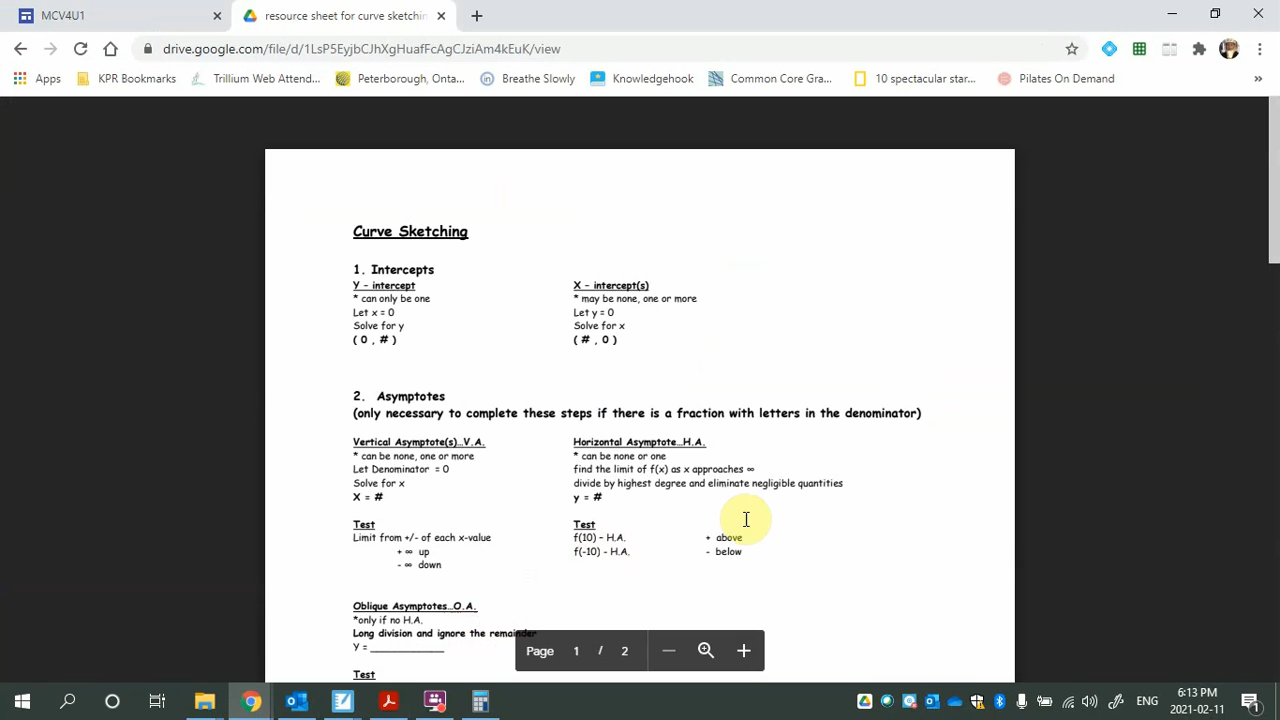 MCV4U1
resource sheet for curve sketchin
drive.google.com/file/d/1LsP5EyjbCJhXgHuafFcAgCJziAm4kEuK/view
Apps KPR Bookmarks Trillium Web Attend... Peterborough, Onta... Breathe Slowly Knowledgehook Common Core Gra... 10 spectacular star... Pilates On Demand »
Curve Sketching
1. Intercepts
Y - intercept X - intercept(s)
* can only be one * may be none, one or more
Let x = 0 Let y = 0
Solve for y Solve for x
( 0 , # ) ( # , 0 )
2. Asymptotes
(only necessary to complete these steps if there is a fraction with letters in the denominator)
Vertical Asymptote(s)…V.A. Horizontal Asymptote…H.A.
* can be none, one or more * can be none or one
Let Denominator = 0 find the limit of f(x) as x approaches ∞
Solve for x divide by highest degree and eliminate negligible quantities
X = # y = #
Test Test
Limit from +/- of each x-value f(10) – H.A. + above
+ ∞ up f(-10) - H.A. - below
- ∞ down
Oblique Asymptotes…O.A.
*only if no H.A.
Long division and ignore the remainder
Y = ______________
Test
Page 1 / 2
ENG
6:13 PM
2021-02-11